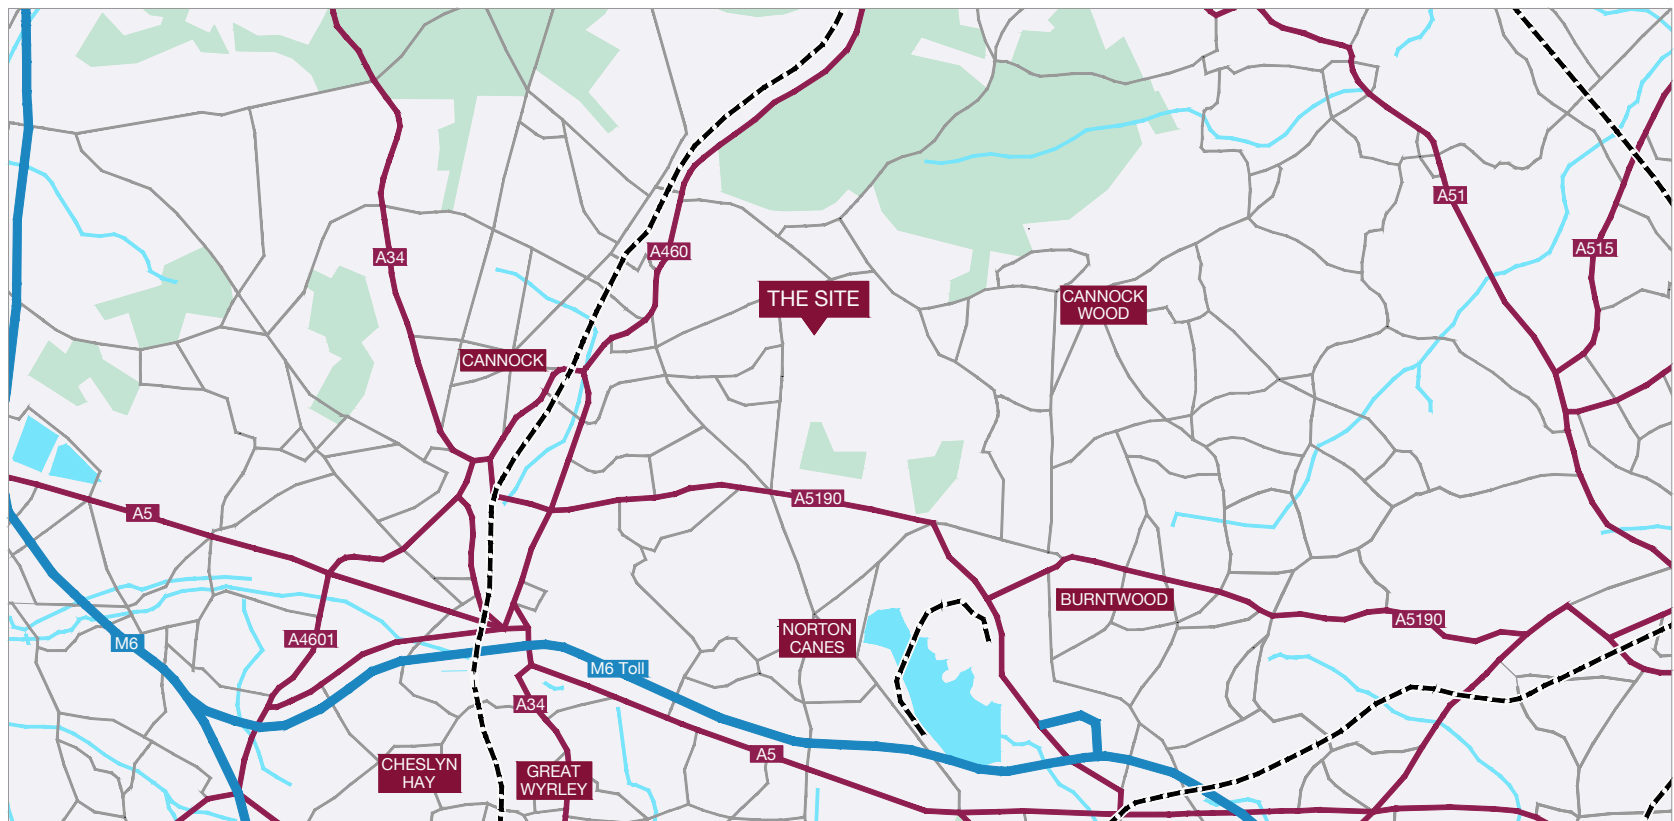 A51
A515
A34
A460
THE SITE
CANNOCK
WOOD
CANNOCK
A5190
A5
BURNTWOOD
A5190
A4601
M6
NORTON
CANES
M6 Toll
A34
A5
CHESLYN
HAY
GREAT
WYRLEY